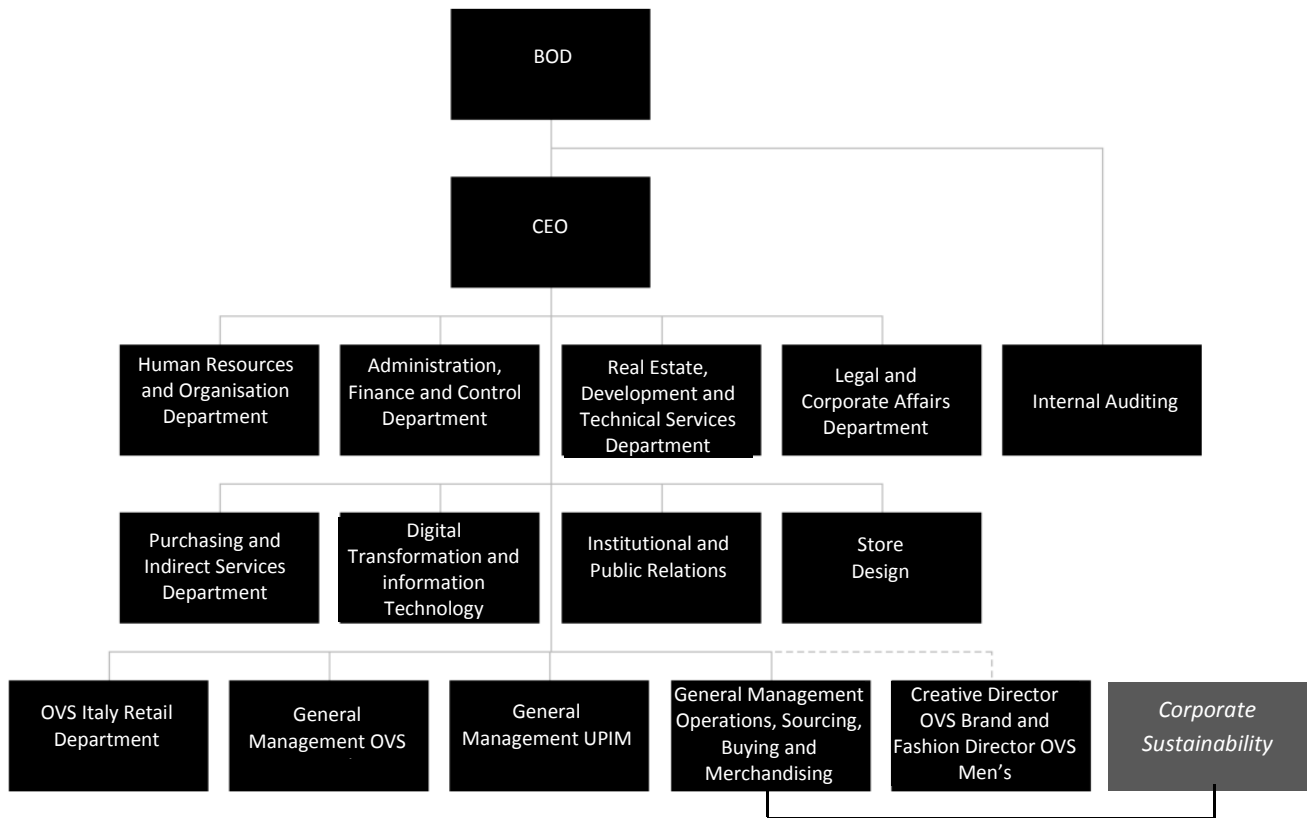 BOD
CEO
Human Resources
and Organisation
Department
Administration,
Finance and Control
Department
Real Estate,
Development and
Technical Services
Department
Legal and
Corporate Affairs
Department
Internal Auditing
Purchasing and
Indirect Services
Department
Digital
Transformation and
information
Technology
Institutional and
Public Relations
Store
Design
OVS Italy Retail
Department
General
Management OVS
General
Management UPIM
General Management
Operations, Sourcing,
Buying and
Merchandising
Creative Director
OVS Brand and
Fashion Director OVS
Men’s
Corporate
Sustainability